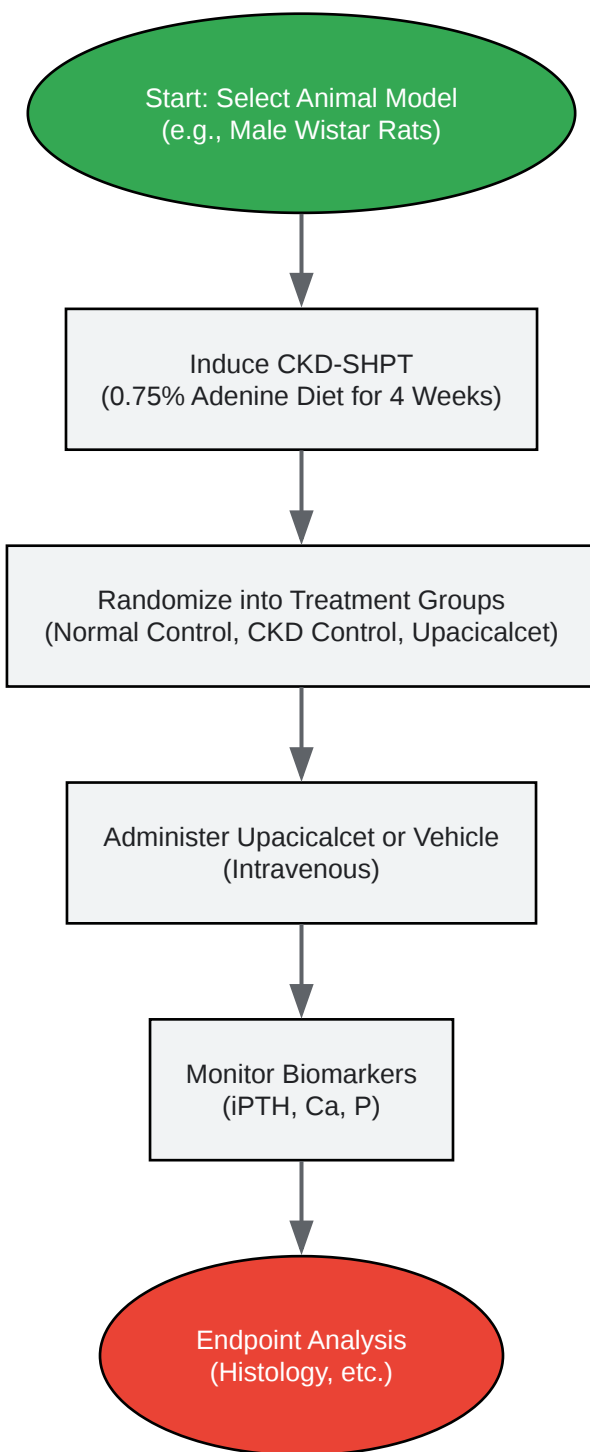 Start: Select Animal Model
(e.g., Male Wistar Rats)
Induce CKD-SHPT
(0.75% Adenine Diet for 4 Weeks)
Randomize into Treatment Groups
(Normal Control, CKD Control, Upacicalcet)
Administer Upacicalcet or Vehicle
(Intravenous)
Monitor Biomarkers
(iPTH, Ca, P)
Endpoint Analysis
(Histology, etc.)